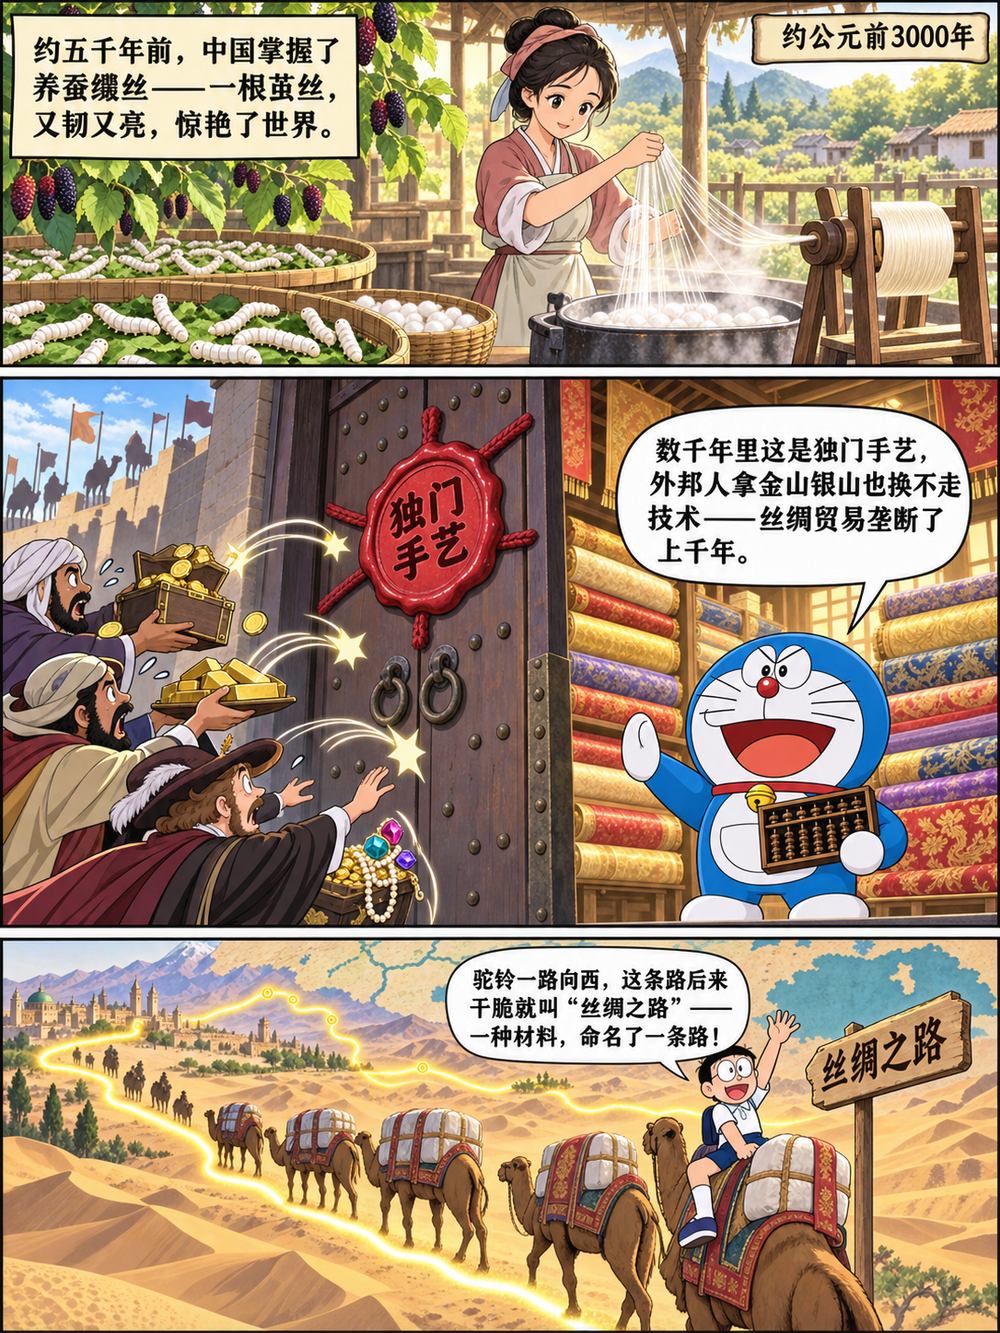 约五千年前，中国掌握了
养蚕缫丝——一根茧丝，
又韧又亮，惊艳了世界。
约公元前3000年
独门
手艺
数千年里这是独门手艺，
外邦人拿金山银山也换不走
技术——丝绸贸易垄断了
上千年。
驼铃一路向西，这条路后来
干脆就叫“丝绸之路”——
一种材料，命名了一条路！
丝绸之路